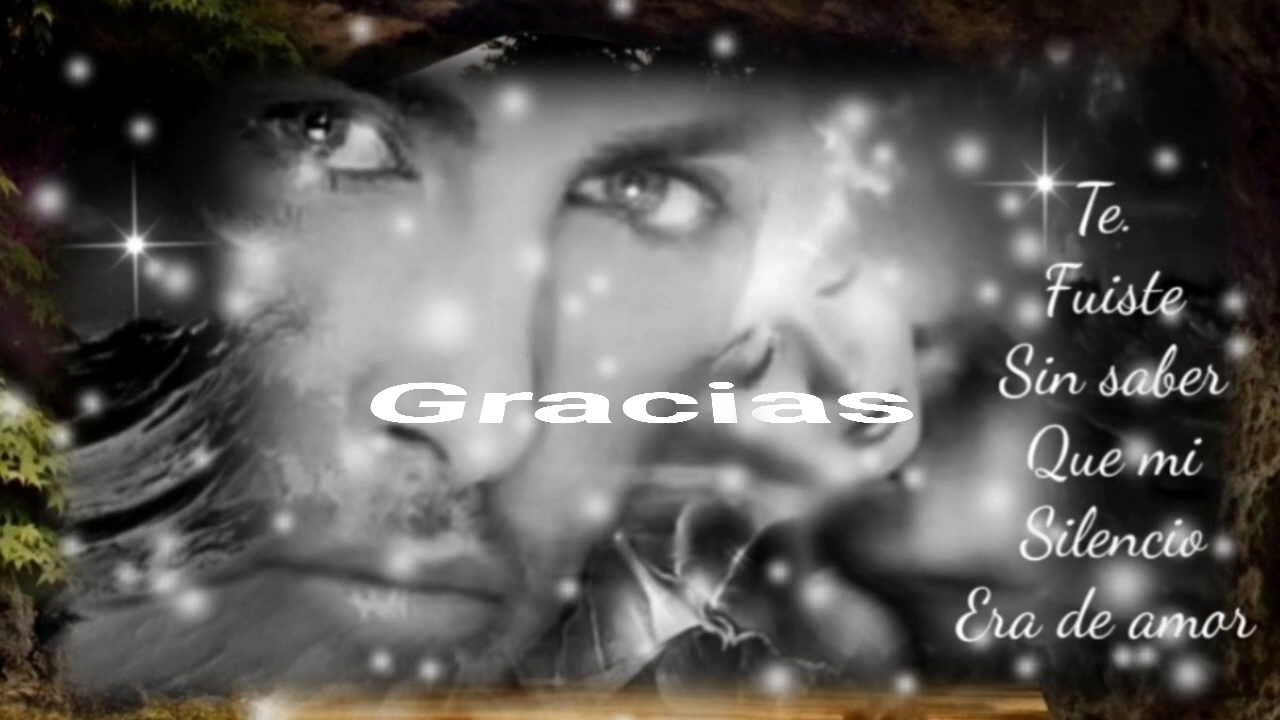 Te.
Fuiste
Sin saber
Que mi
Silencio
Era de amor
Gracias